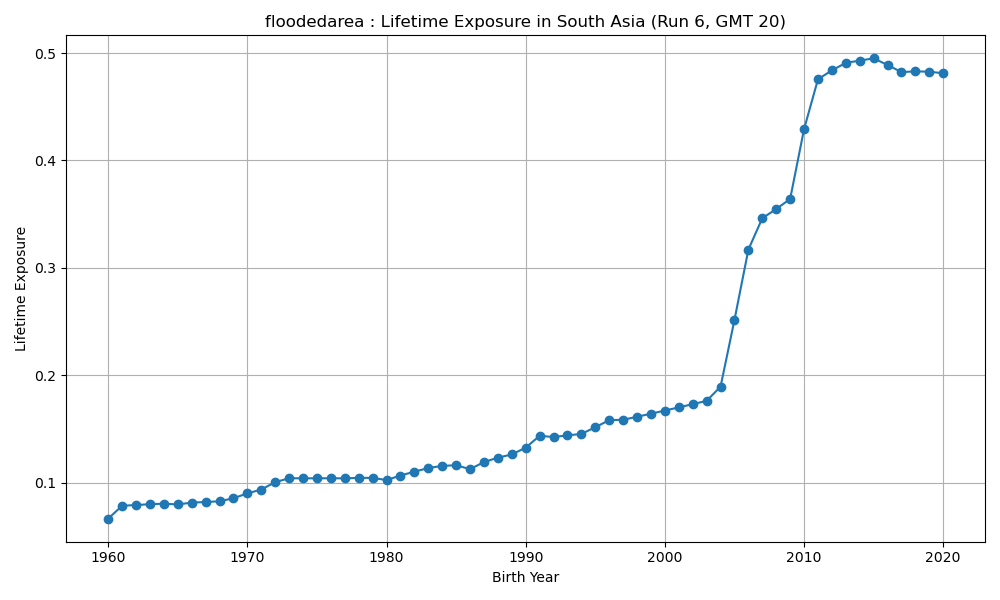 floodedarea : Lifetime Exposure in South Asia (Run 6, GMT 20)
Lifetime Exposure
0.5
0.4
0.3
0.2
0.1
1960 1970 1980 1990 2000 2010 2020
Birth Year